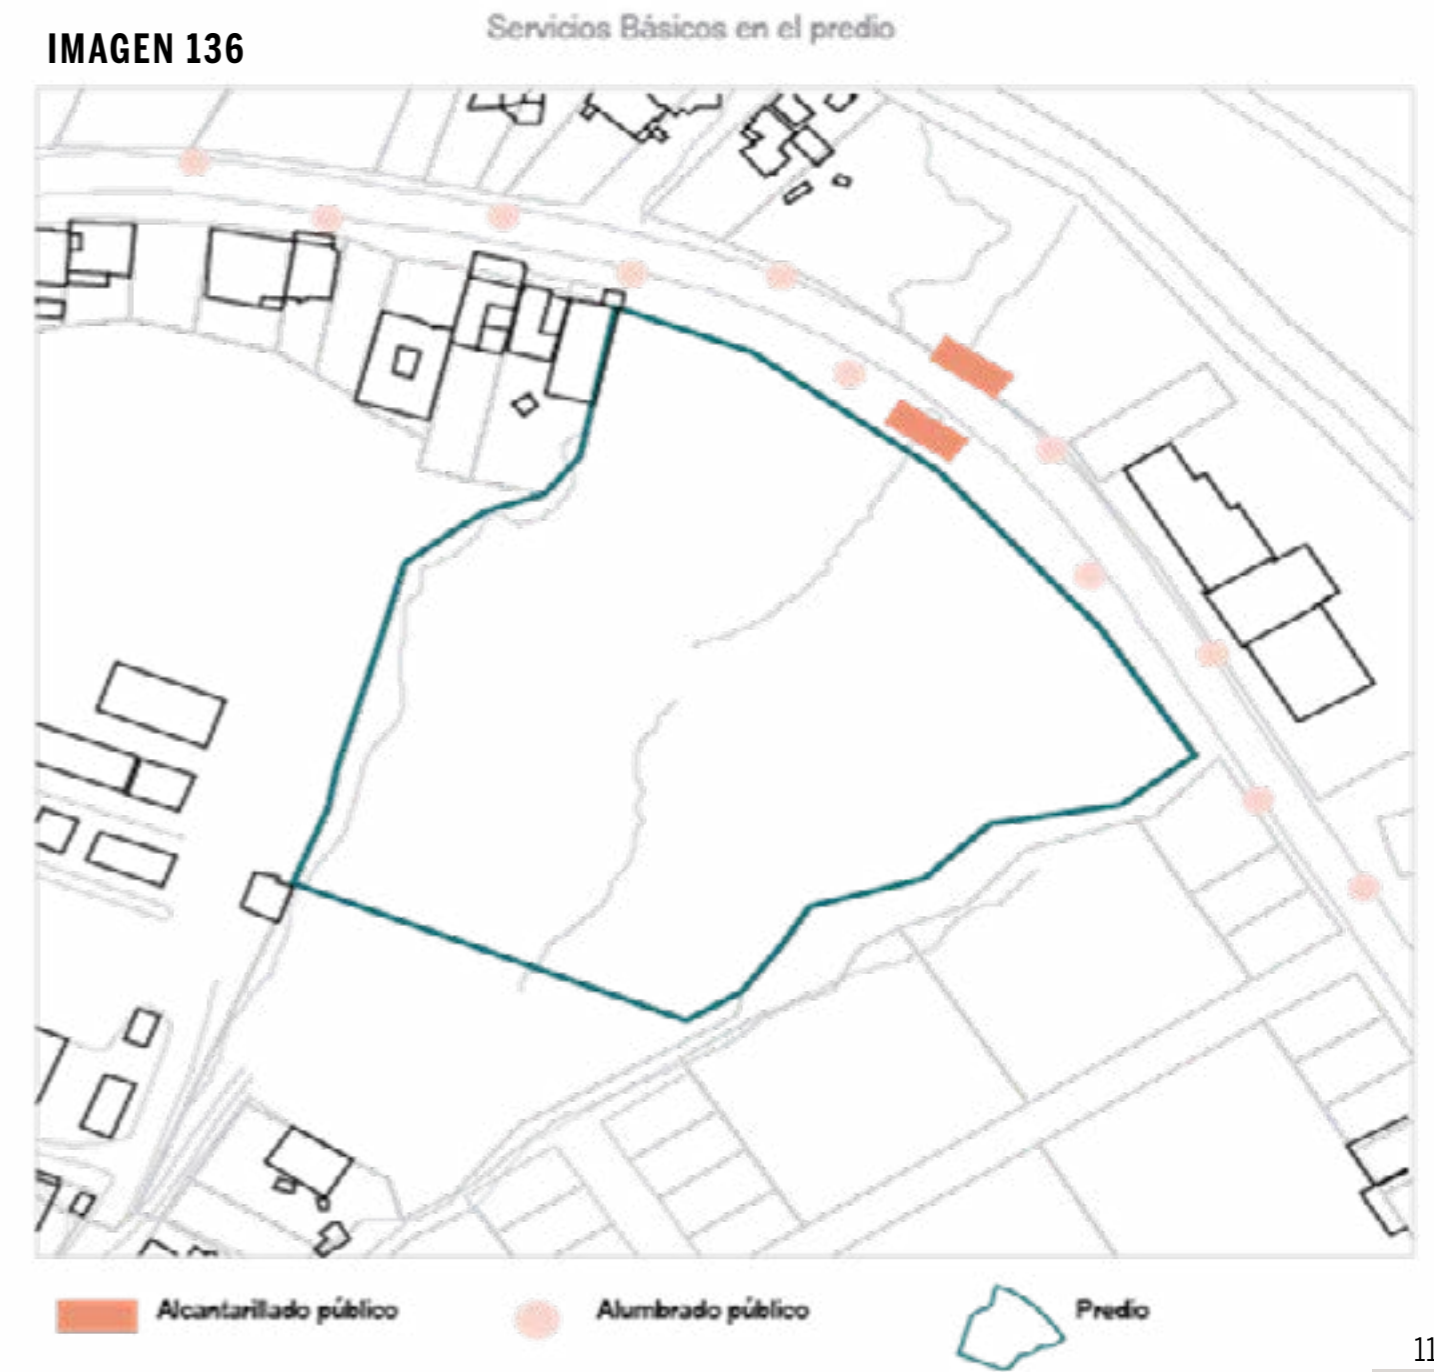 Servicios Básicos en el predio
IMAGEN 136
Alcantarillado público
Alumbrado público
Predio
11